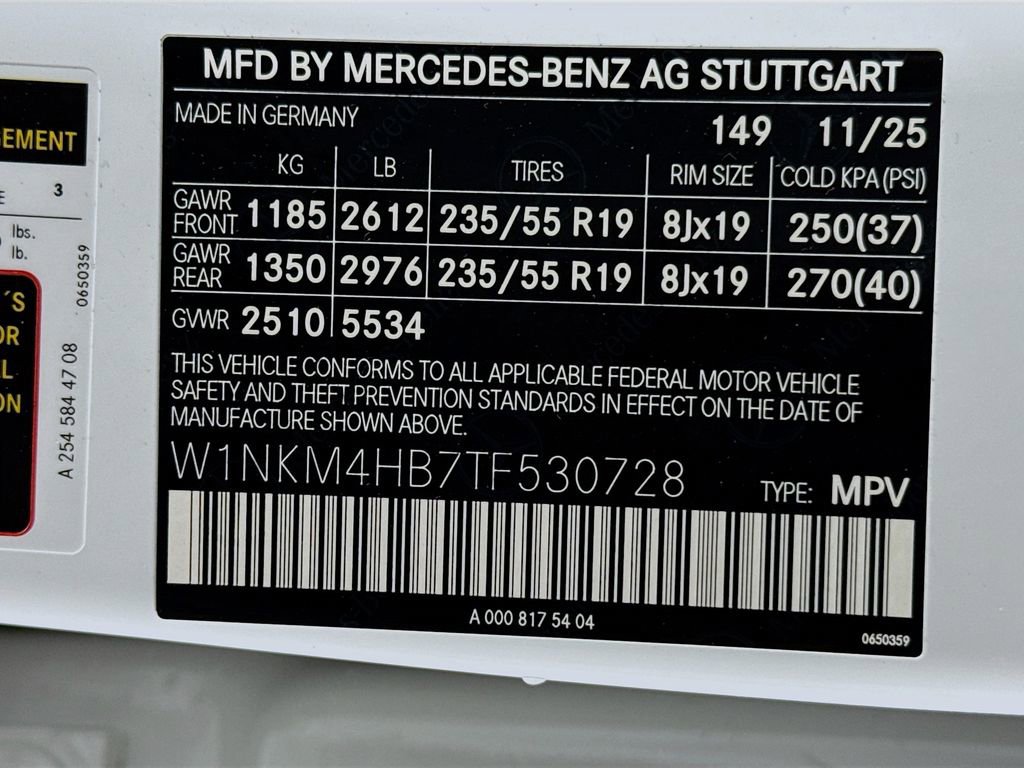 MFD BY MERCEDES-BENZ AG STUTTGART
MADE IN GERMANY
149 11/25
KG LB TIRES RIM SIZE COLD KPA (PSI)
GAWR FRONT 1185 2612 235/55 R19 8Jx19 250(37)
GAWR REAR 1350 2976 235/55 R19 8Jx19 270(40)
GVWR 2510 5534
THIS VEHICLE CONFORMS TO ALL APPLICABLE FEDERAL MOTOR VEHICLE
SAFETY AND THEFT PREVENTION STANDARDS IN EFFECT ON THE DATE OF
MANUFACTURE SHOWN ABOVE.
W1NKM4HB7TF530728
TYPE: MPV
A 000 817 54 04
0650359
3
lbs.
lb.
0650359
A 254 584 47 08